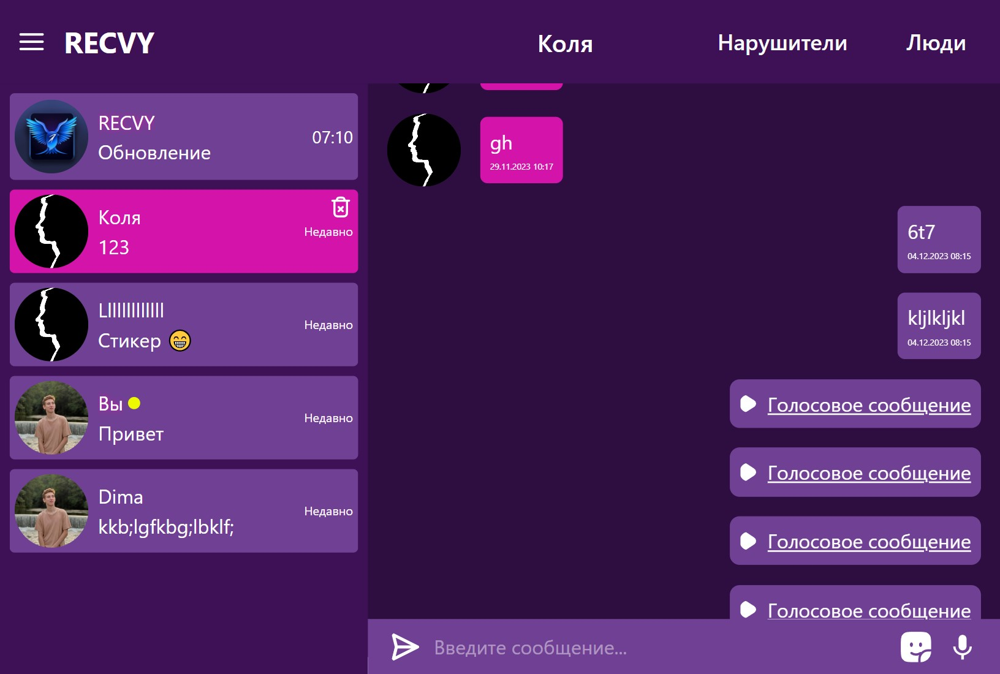 RECVY
Коля
Нарушители
Люди
RECVY
Обновление
07:10
Коля
123
Недавно
Llllllllllll
Стикер 😁
Недавно
Вы
Привет
Недавно
Dima
kkb;lgfkbg;lbklf;
Недавно
gh
29.11.2023 10:17
6t7
04.12.2023 08:15
kljlkljkl
04.12.2023 08:15
Голосовое сообщение
Голосовое сообщение
Голосовое сообщение
Голосовое сообщение
Введите сообщение...